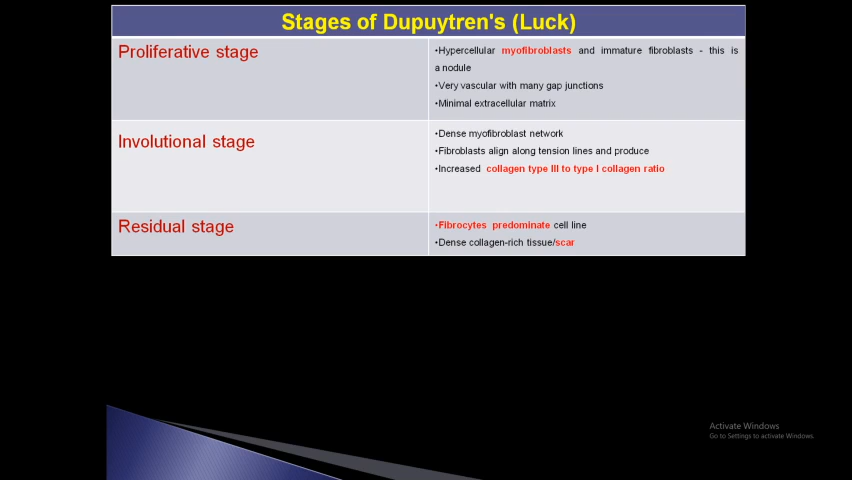 Stages of Dupuytren's (Luck)
Proliferative stage
•Hypercellular myofibroblasts and immature fibroblasts - this is
a nodule
•Very vascular with many gap junctions
•Minimal extracellular matrix
Involutional stage
•Dense myofibroblast network
•Fibroblasts align along tension lines and produce
•Increased collagen type III to type I collagen ratio
Residual stage
•Fibrocytes predominate cell line
•Dense collagen-rich tissue/scar
Activate Windows
Go to Settings to activate Windows.